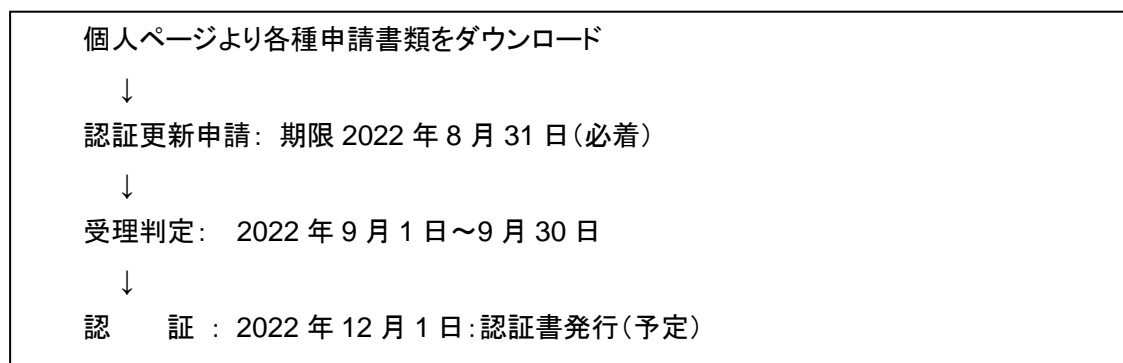 個人ページより各種申請書類をダウンロード
↓
認証更新申請： 期限 2022 年 8 月 31 日（必着）
↓
受理判定： 2022 年 9 月 1 日～9 月 30 日
↓
認　　証 ： 2022 年 12 月 1 日：認証書発行（予定）